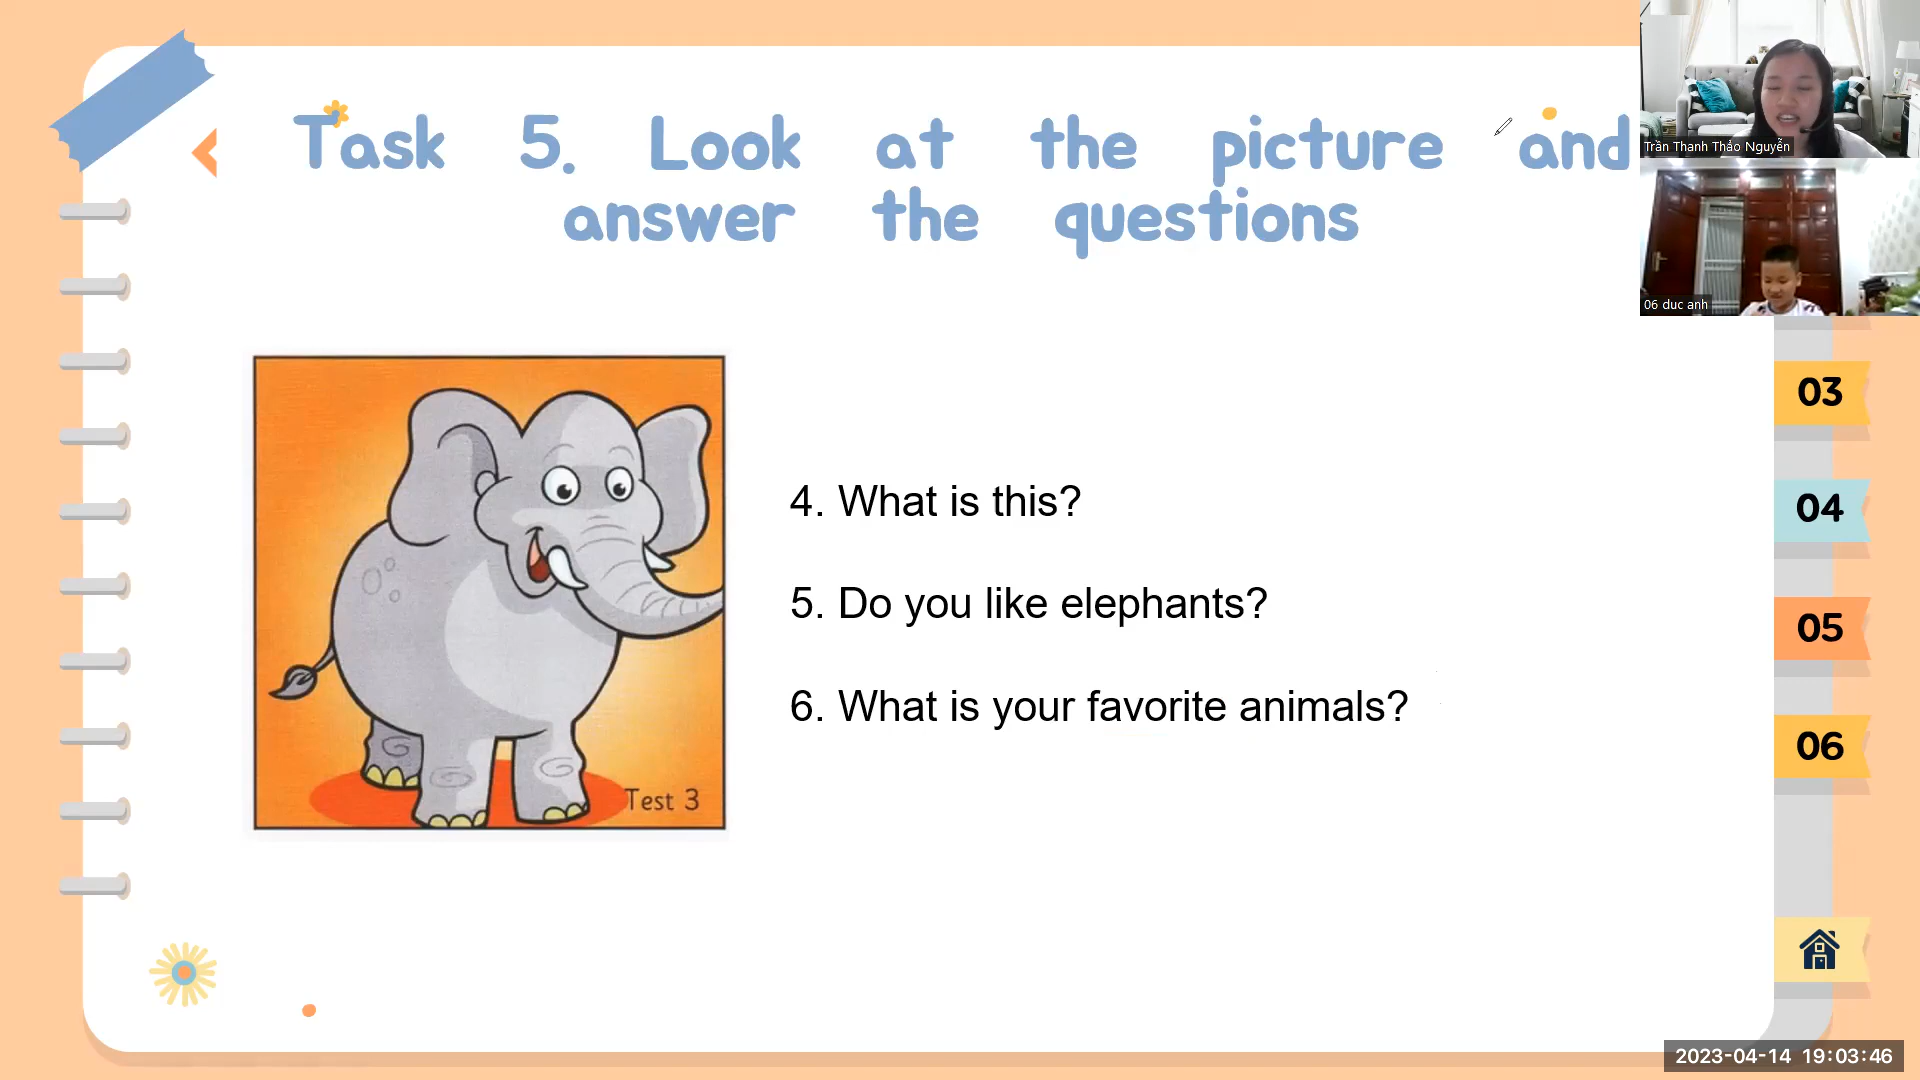 Task 5. Look at the picture and
answer the questions
Trần Thanh Thảo Nguyên
06 duc anh
03
4. What is this?
04
5. Do you like elephants?
05
6. What is your favorite animals?
06
Test 3
2023-04-14 19:03:46